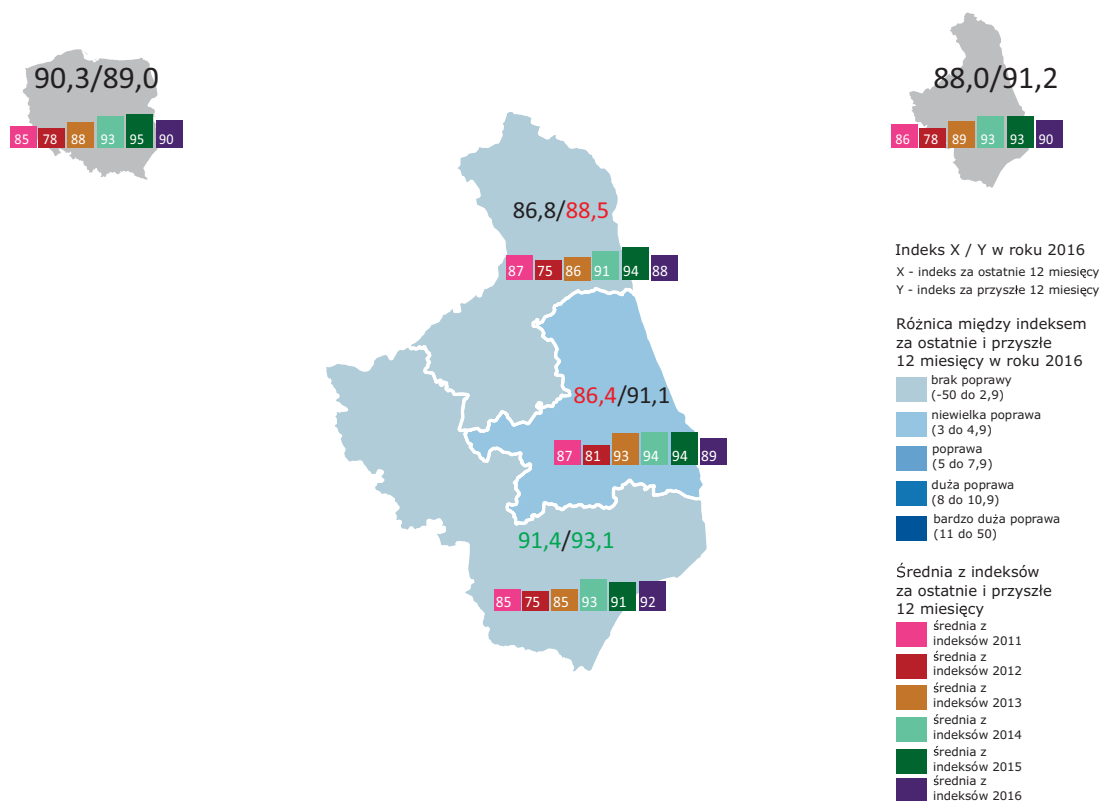 90,3/89,0
85 78 88 93 95 90
88,0/91,2
86 78 89 93 93 90
86,8/88,5
87 75 86 91 94 88
86,4/91,1
87 81 93 94 94 89
91,4/93,1
85 75 85 93 91 92
Indeks X / Y w roku 2016
X - indeks za ostatnie 12 miesięcy
Y - indeks za przyszłe 12 miesięcy
Różnica między indeksem
za ostatnie i przyszłe
12 miesięcy w roku 2016
brak poprawy
(-50 do 2,9)
niewielka poprawa
(3 do 4,9)
poprawa
(5 do 7,9)
duża poprawa
(8 do 10,9)
bardzo duża poprawa
(11 do 50)
Średnia z indeksów
za ostatnie i przyszłe
12 miesięcy
średnia z
indeksów 2011
średnia z
indeksów 2012
średnia z
indeksów 2013
średnia z
indeksów 2014
średnia z
indeksów 2015
średnia z
indeksów 2016